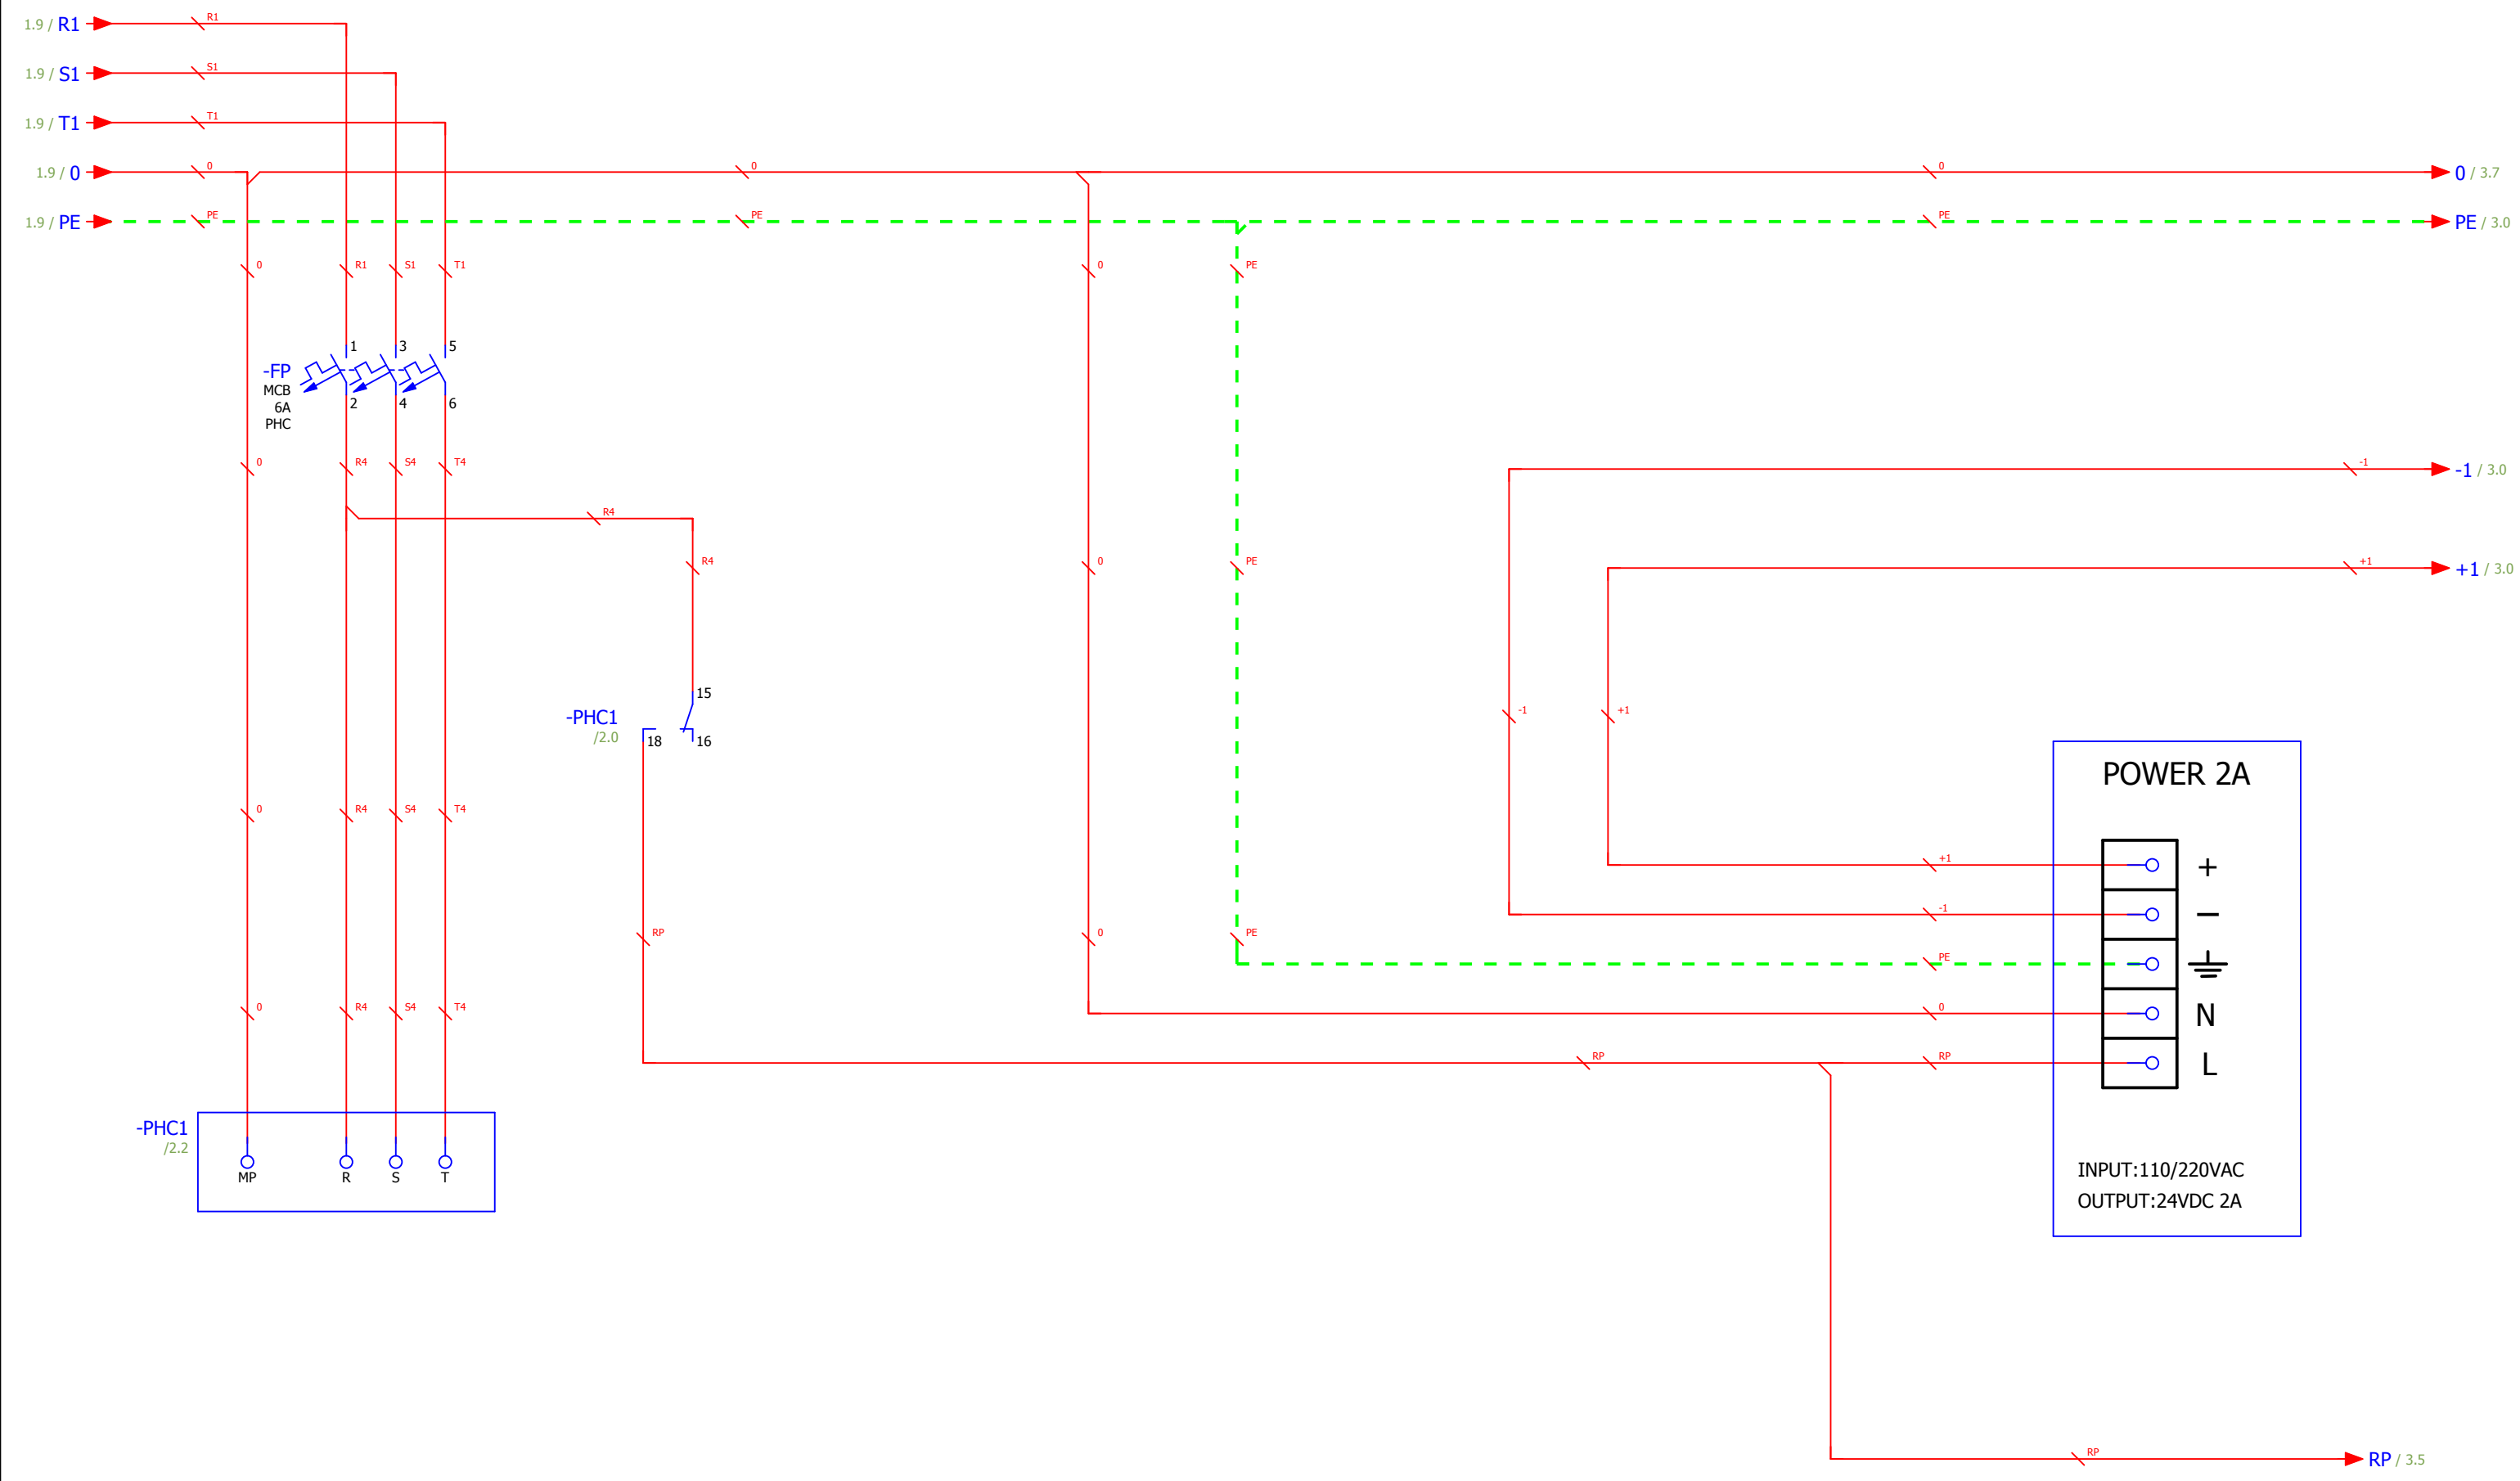 1.9 / R1
R1
1.9 / S1
S1
1.9 / T1
T1
1.9 / 0
0
0
0
0 / 3.7
1.9 / PE
PE
PE
PE
PE / 3.0
0
R1
S1
T1
0
PE
1
3
5
-FP
MCB
6A
PHC
2
4
6
0
R4
S4
T4
-1
-1 / 3.0
R4
R4
0
PE
+1
+1 / 3.0
-PHC1
/2.0
15
18
16
-1
+1
POWER 2A
0
R4
S4
T4
+1
+
-1
−
RP
0
PE
PE
0
R4
S4
T4
0
N
RP
RP
L
-PHC1
/2.2
MP
R
S
T
INPUT:110/220VAC
OUTPUT:24VDC 2A
RP
RP / 3.5